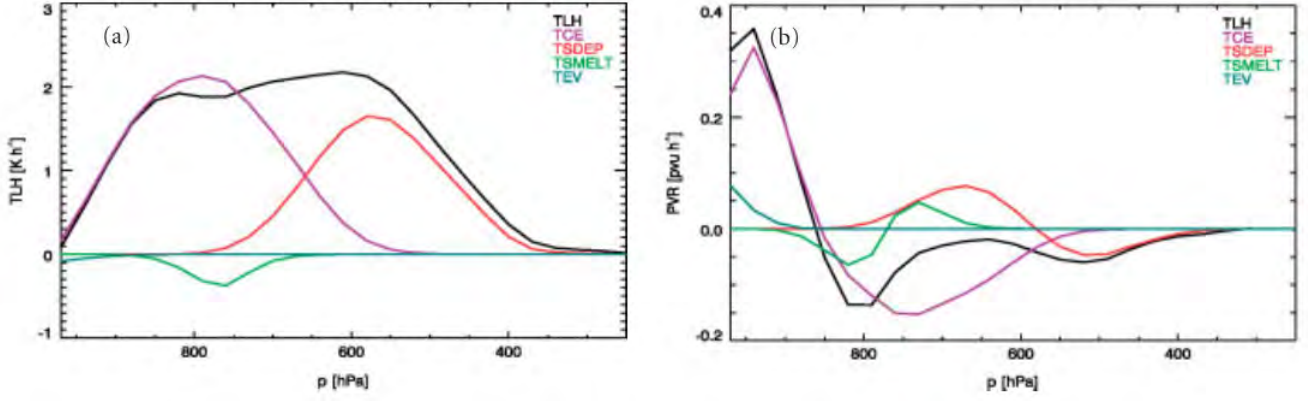 (a)
TLH
TCE
TSDEP
TSMELT
TEV
3
2
1
0
-1
TLH [K h⁻¹]
800
600
400
p [hPa]
(b)
TLH
TCE
TSDEP
TSMELT
TEV
0.4
0.2
0.0
-0.2
PVR [pvu h⁻¹]
800
600
400
p [hPa]